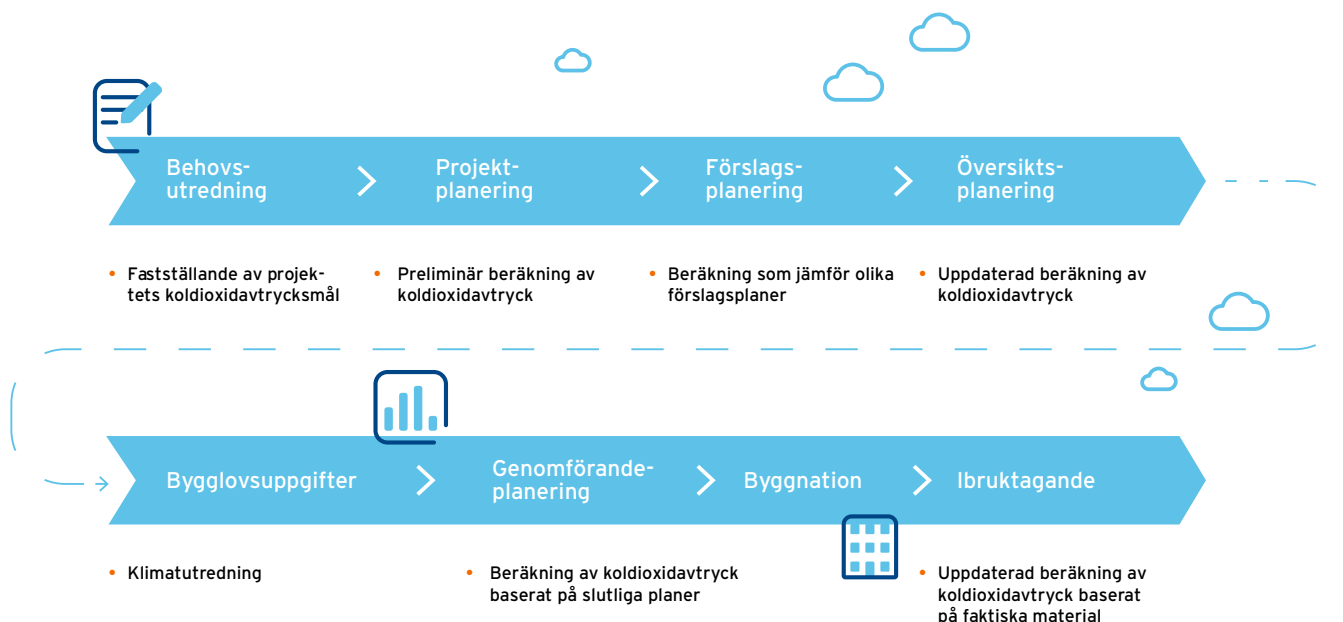 Behovs-
utredning
Projekt-
planering
Förslags-
planering
Översikts-
planering
• Fastställande av projek-
tets koldioxidavtrycksmål
• Preliminär beräkning av
koldioxidavtryck
• Beräkning som jämför olika
förslagsplaner
• Uppdaterad beräkning av
koldioxidavtryck
Bygglovsuppgifter
Genomförande-
planering
Byggnation
Ibruktagande
• Klimatutredning
• Beräkning av koldioxidavtryck
baserat på slutliga planer
• Uppdaterad beräkning av
koldioxidavtryck baserat
på faktiska material